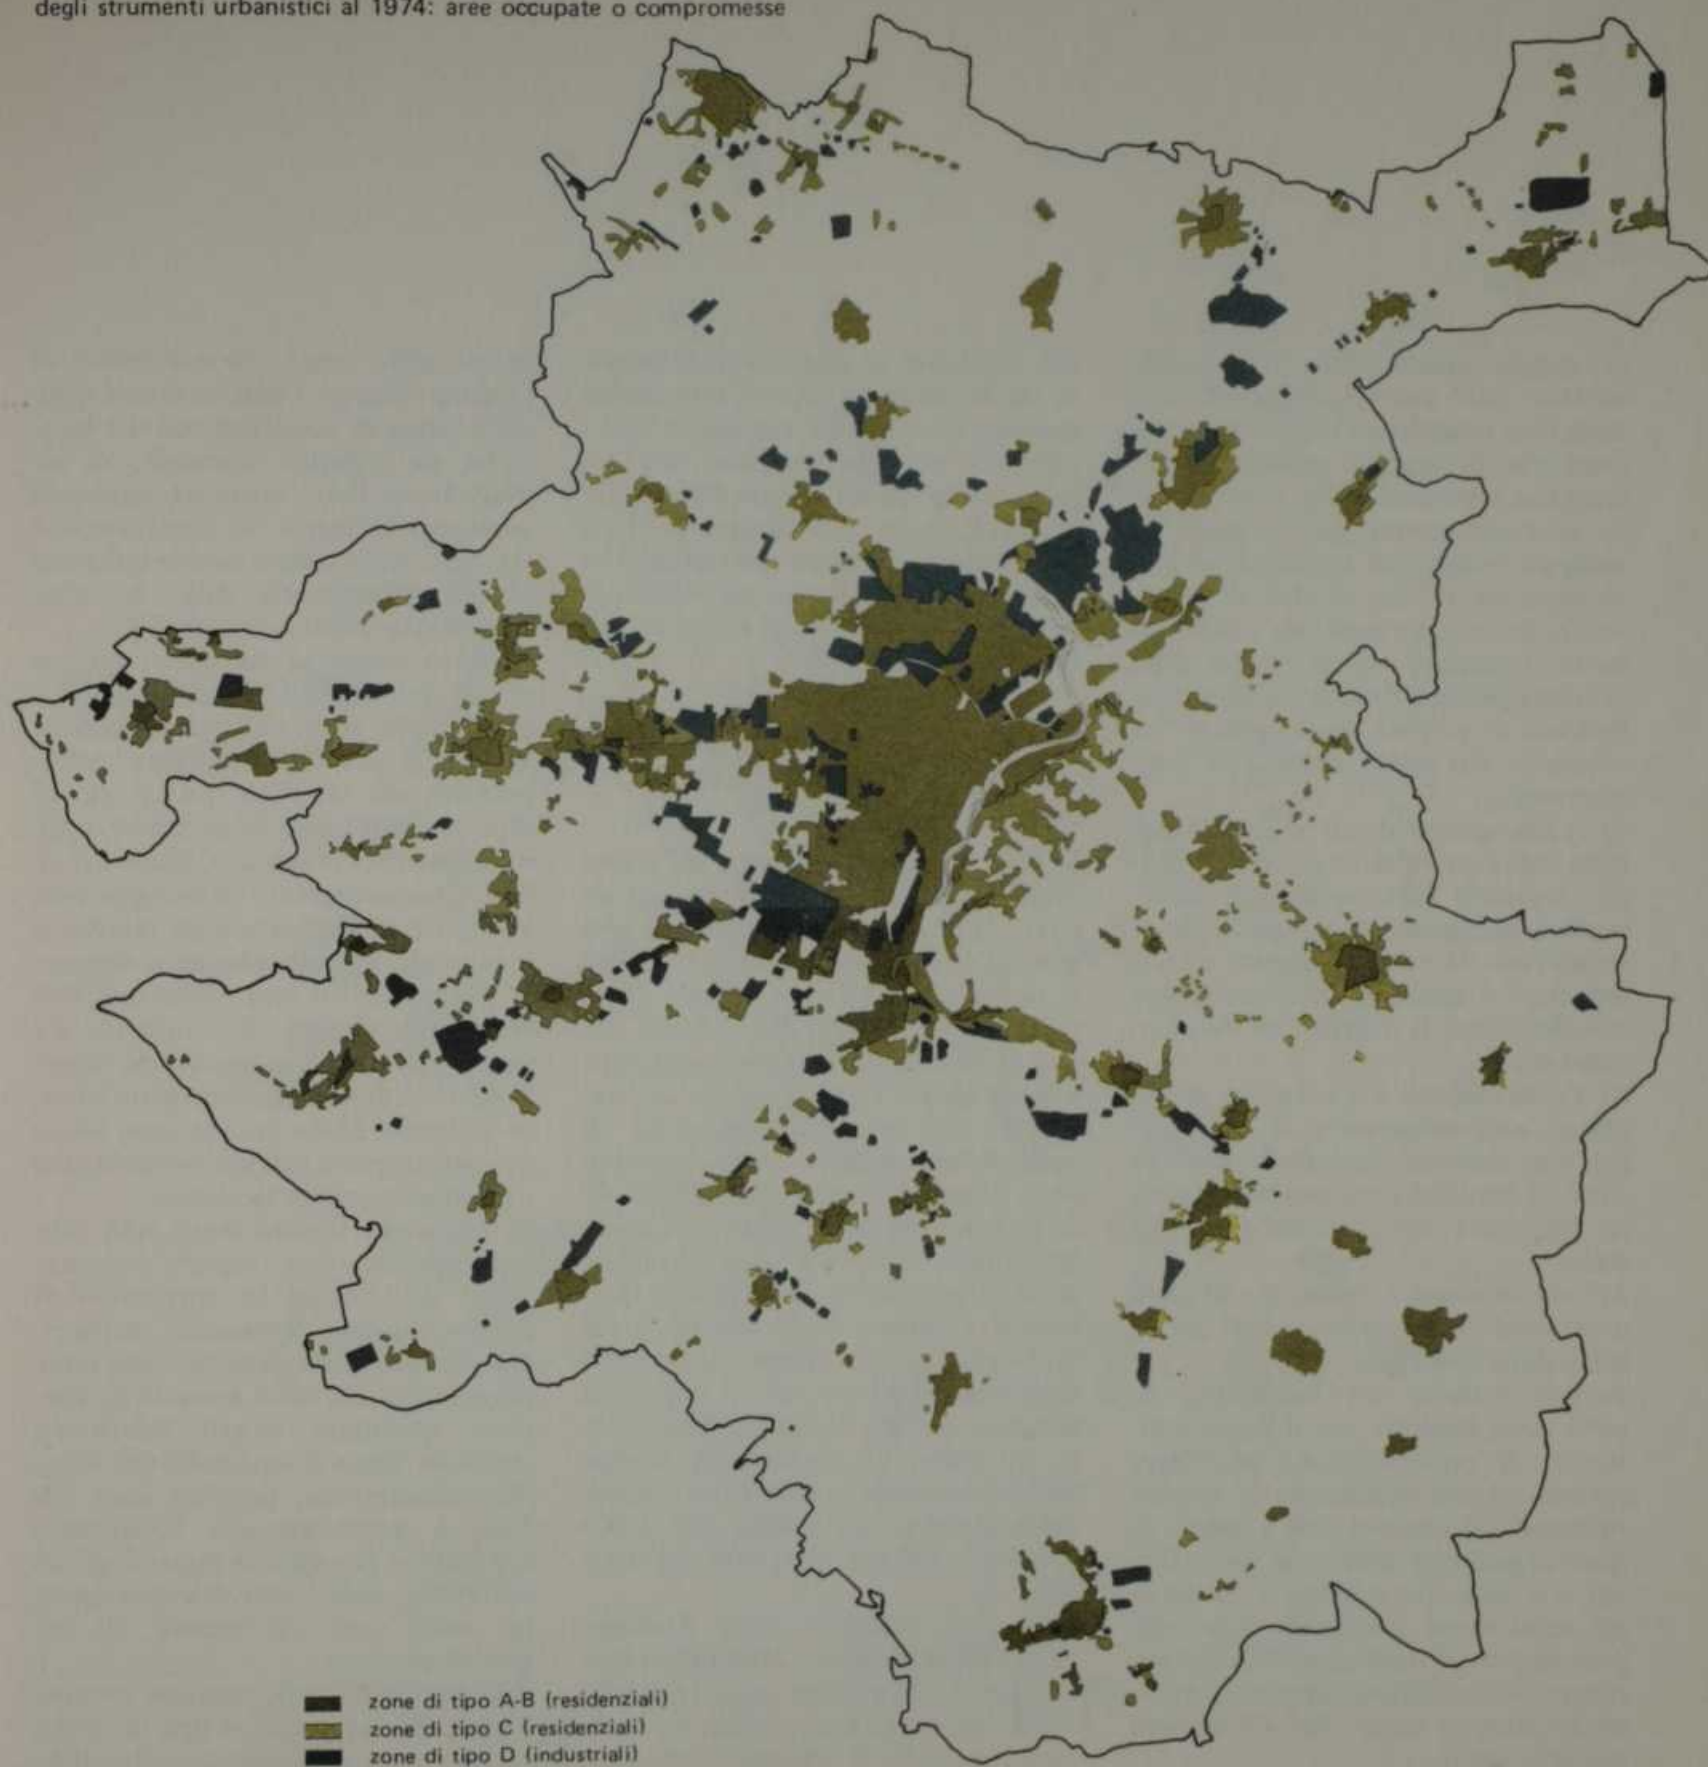 degli strumenti urbanistici al 1974: aree occupate o compromesse
zone di tipo A-B (residenziali)
zone di tipo C (residenziali)
zone di tipo D (industriali)